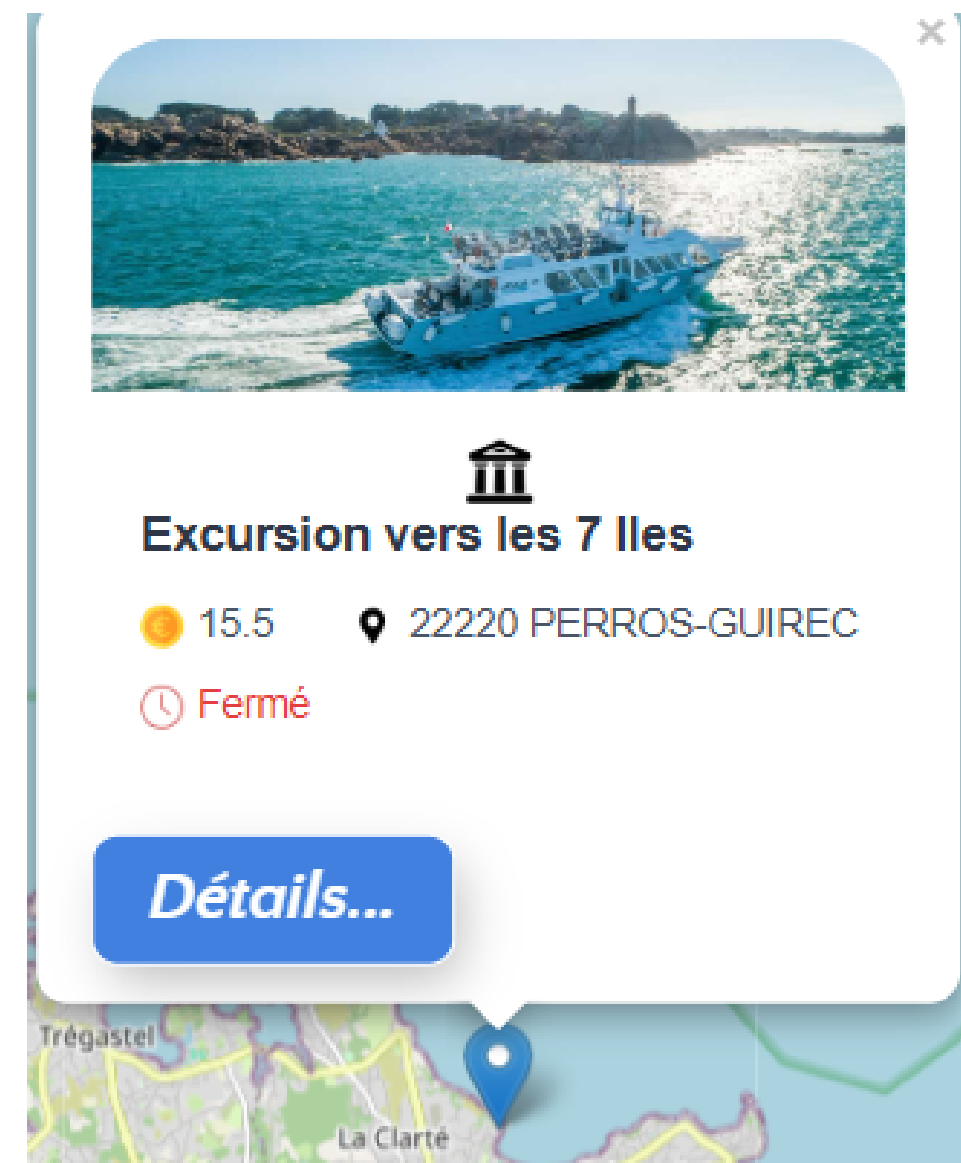 ×
Excursion vers les 7 Iles
15.5
22220 PERROS-GUIREC
Fermé
Détails...
Trégastel
La Clarté